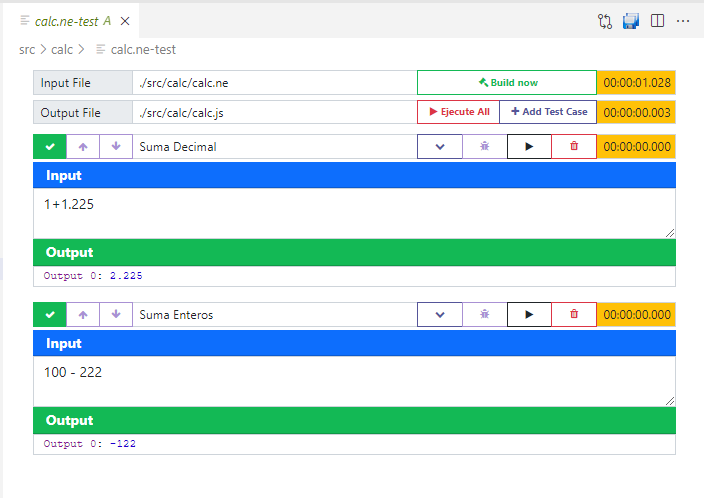 calc.ne-test A
src > calc > calc.ne-test
Input File ./src/calc/calc.ne Build now 00:00:01.028
Output File ./src/calc/calc.js Ejecute All Add Test Case 00:00:00.003
Suma Decimal 00:00:00.000
Input
1+1.225
Output
Output 0: 2.225
Suma Enteros 00:00:00.000
Input
100 - 222
Output
Output 0: -122